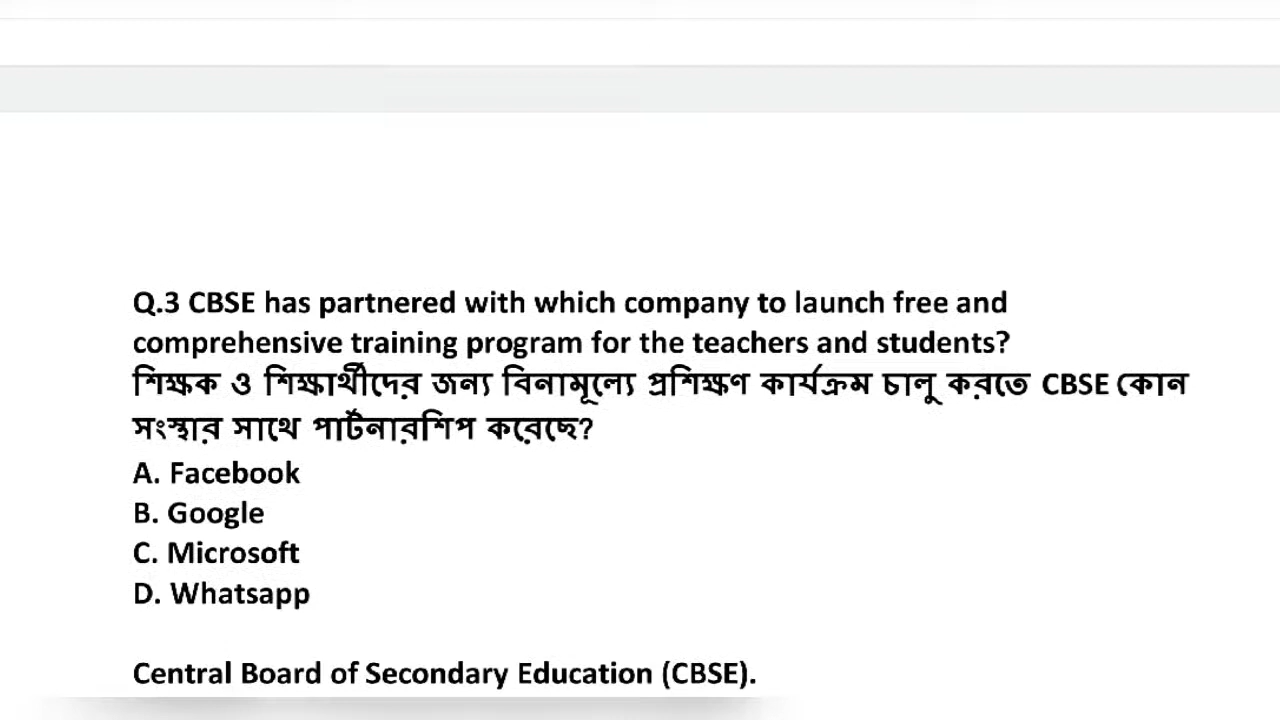 Q.3 CBSE has partnered with which company to launch free and
comprehensive training program for the teachers and students?
শিক্ষক ও শিক্ষার্থীদের জন্য বিনামূল্যে প্রশিক্ষণ কার্যক্রম চালু করতে CBSE কোন
সংস্থার সাথে পার্টনারশিপ করেছে?
A. Facebook
B. Google
C. Microsoft
D. Whatsapp
Central Board of Secondary Education (CBSE).